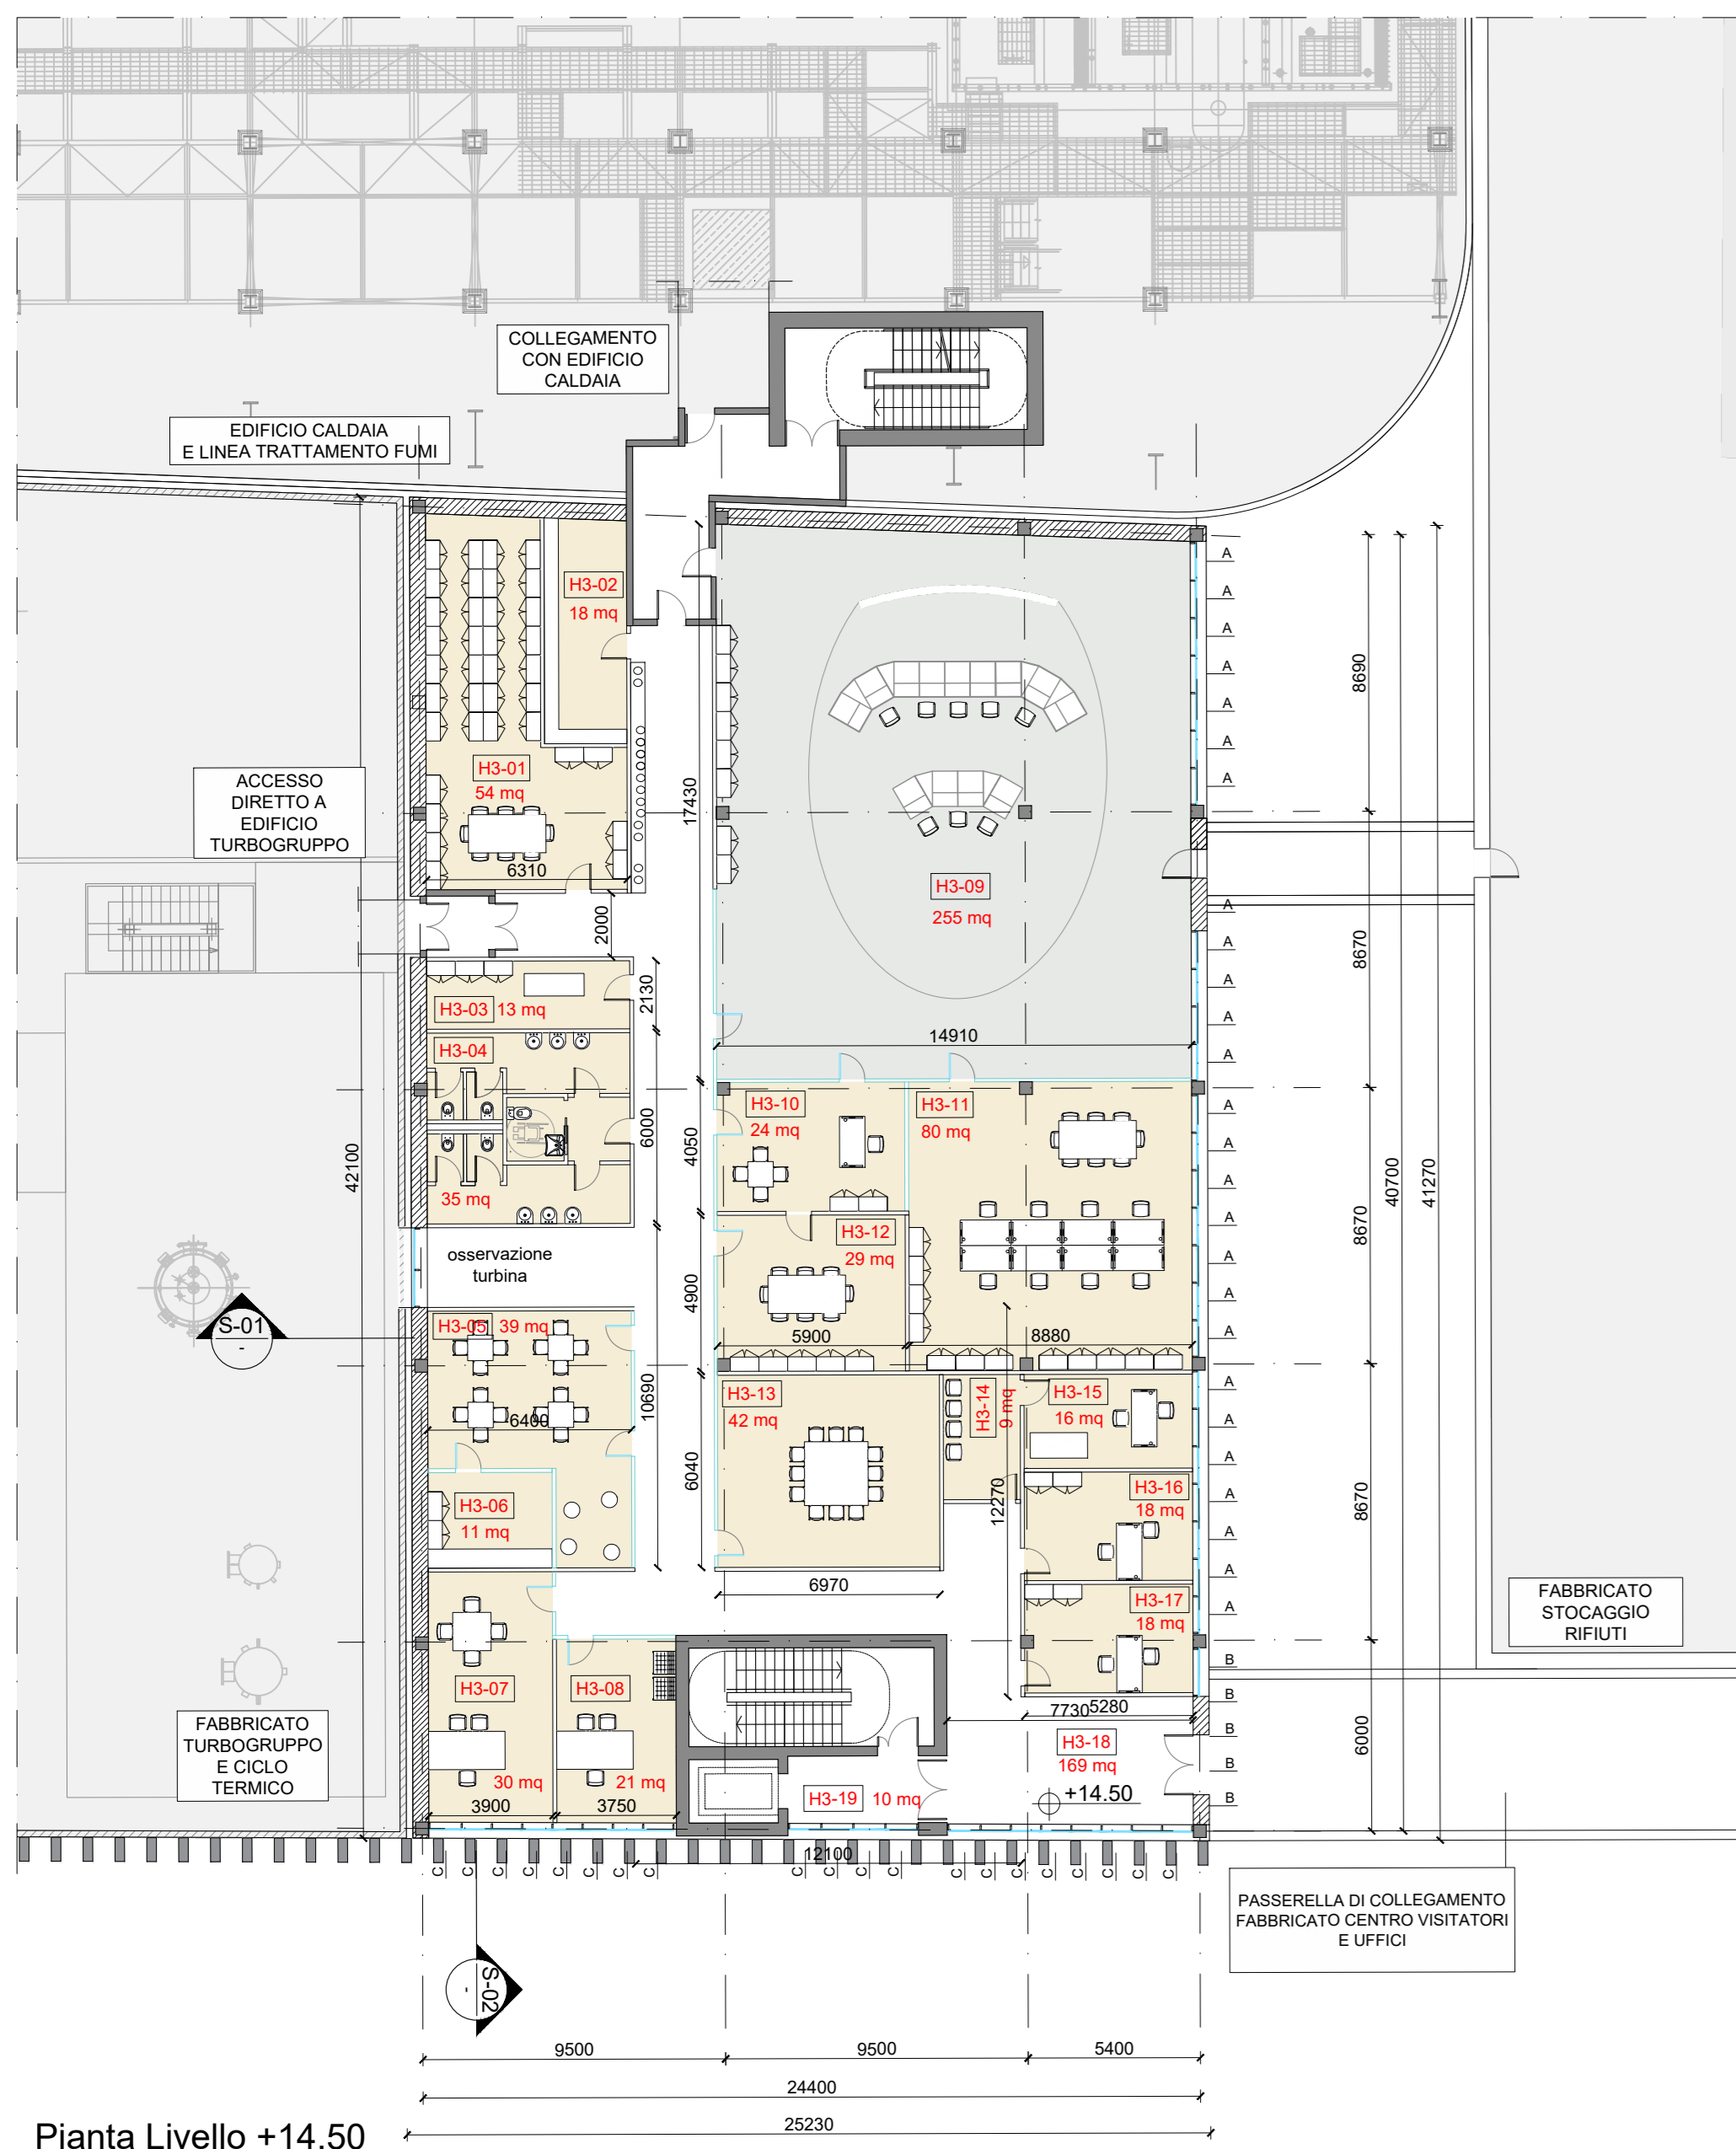 COLLEGAMENTO
CON EDIFICIO
CALDAIA
EDIFICIO CALDAIA
E LINEA TRATTAMENTO FUMI
A
A
A
A
A
A
A
H3-02
18 mq
8690
ACCESSO
DIRETTO A
EDIFICIO
TURBOGRUPPO
H3-01
54 mq
17430
6310
H3-09
255 mq
2000
A
A
A
A
A
8670
H3-03 13 mq
2130
14910
H3-04
35 mq
6000
42100
H3-10
24 mq
4050
H3-11
80 mq
A
A
A
A
A
A
A
8670
40700
41270
H3-12
29 mq
4900
5900
8880
osservazione
turbina
S-01
-
H3-05 39 mq
6400
10690
H3-13
42 mq
6040
H3-14
9 mq
H3-15
16 mq
A
A
A
A
A
A
A
8670
H3-06
11 mq
12270
H3-16
18 mq
6970
H3-17
18 mq
FABBRICATO
STOCAGGIO
RIFIUTI
H3-07
30 mq
H3-08
21 mq
FABBRICATO
TURBOGRUPPO
E CICLO
TERMICO
7730
5280
B
B
B
B
B
6000
H3-18
169 mq
+14.50
H3-19 10 mq
3900
3750
12100
C C C C C C C C C C C C C C C C C C
PASSERELLA DI COLLEGAMENTO
FABBRICATO CENTRO VISITATORI
E UFFICI
S-02
-
9500
9500
5400
24400
25230
Pianta Livello +14.50